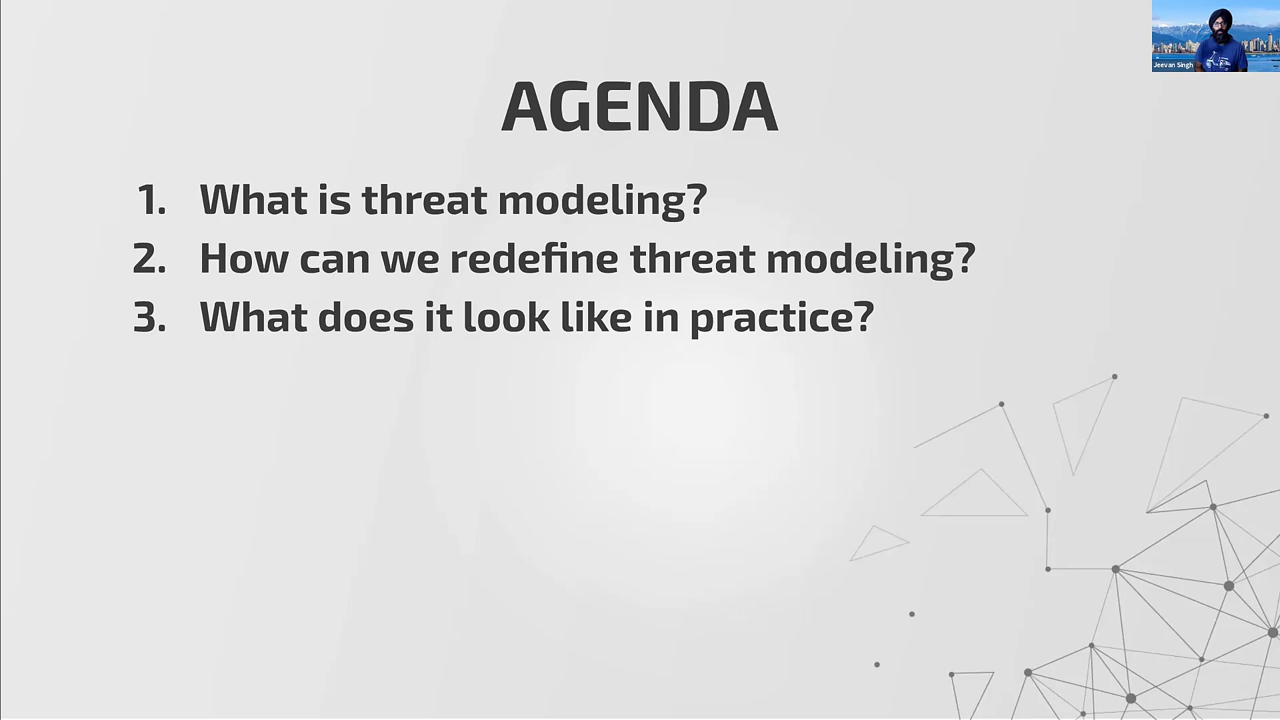 Jeevan Singh
AGENDA
1. What is threat modeling?
2. How can we redefine threat modeling?
3. What does it look like in practice?